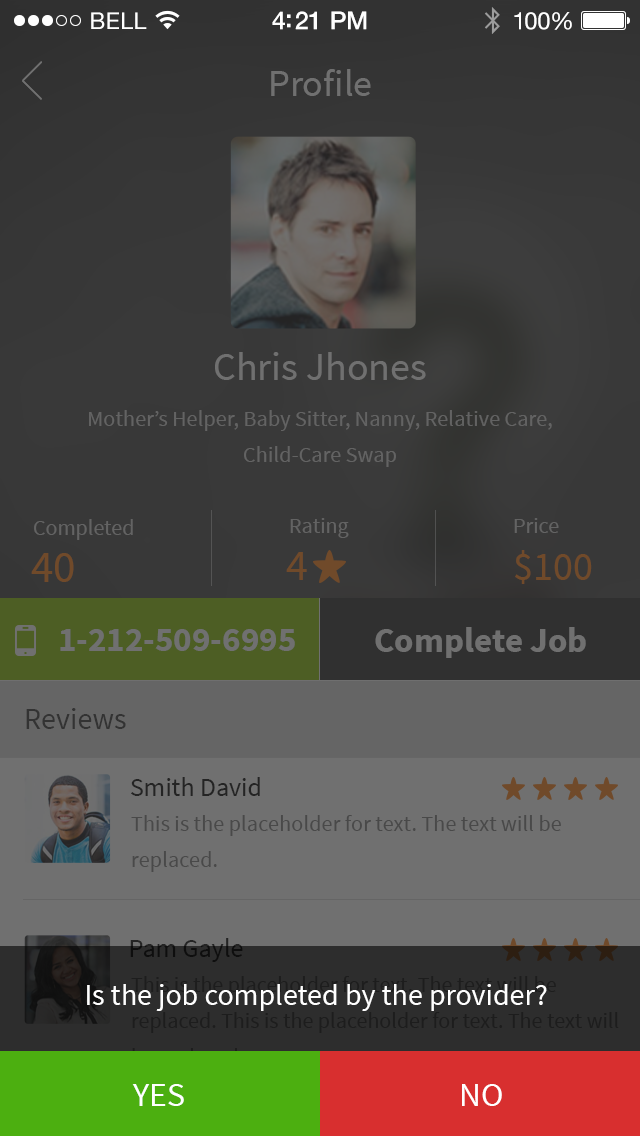 BELL 4:21 PM 100%
Profile
Chris Jhones
Mother's Helper, Baby Sitter, Nanny, Relative Care,
Child-Care Swap
Completed Rating Price
40 4 $100
1-212-509-6995 Complete Job
Reviews
Smith David
This is the placeholder for text. The text will be
replaced.
Pam Gayle
This is the placeholder for text. The text will be
Is the job completed by the provider?
replaced. This is the placeholder for text. The text will
YES NO